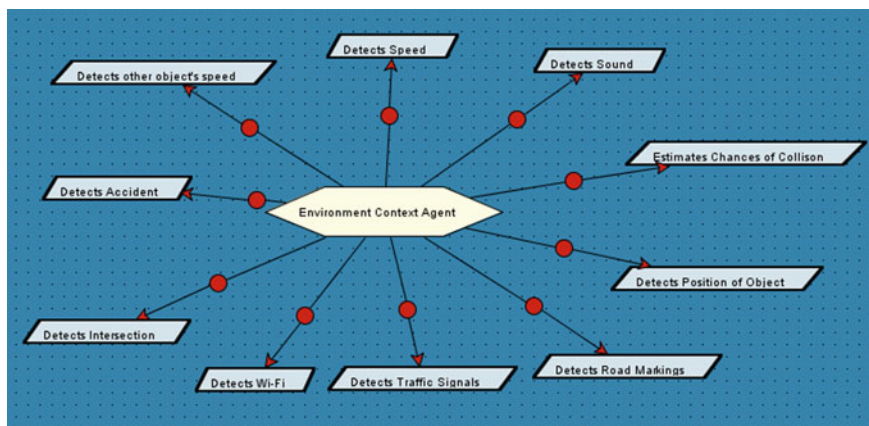 Detects Speed
Detects Sound
Detects other object's speed
Estimates Chances of Collison
Detects Accident
Environment Context Agent
Detects Position of Object
Detects Intersection
Detects Road Markings
Detects Wi-Fi
Detects Traffic Signals